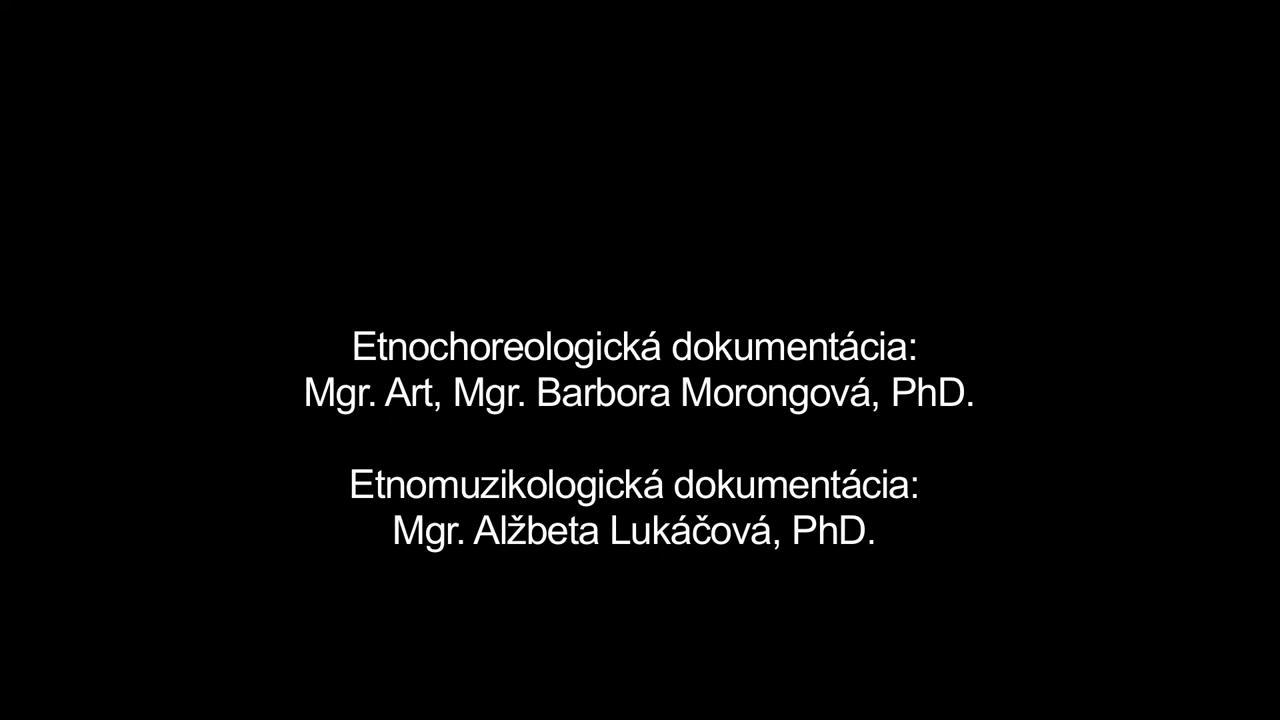 Etnochoreologická dokumentácia:
Mgr. Art, Mgr. Barbora Morongová, PhD.
Etnomuzikologická dokumentácia:
Mgr. Alžbeta Lukáčová, PhD.